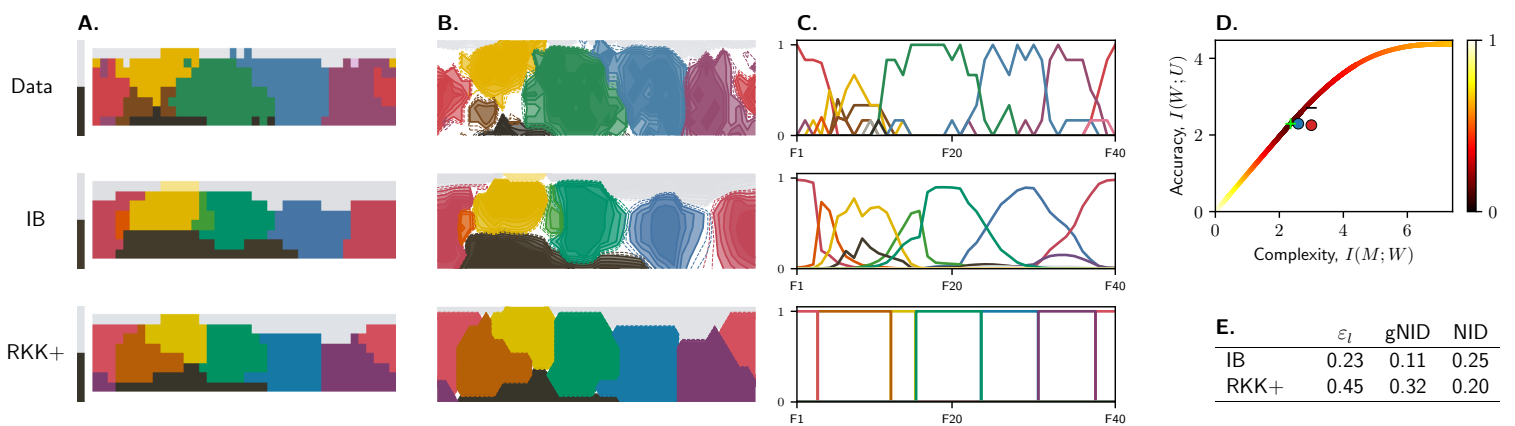 A.
B.
C.
D.
Data
IB
RKK+
1
0
F1
F20
F40
1
0
F1
F20
F40
1
0
F1
F20
F40
Accuracy, I(W;U)
4
2
0
0
2
4
6
Complexity, I(M;W)
1
0
E.
ε_l gNID NID
IB 0.23 0.11 0.25
RKK+ 0.45 0.32 0.20